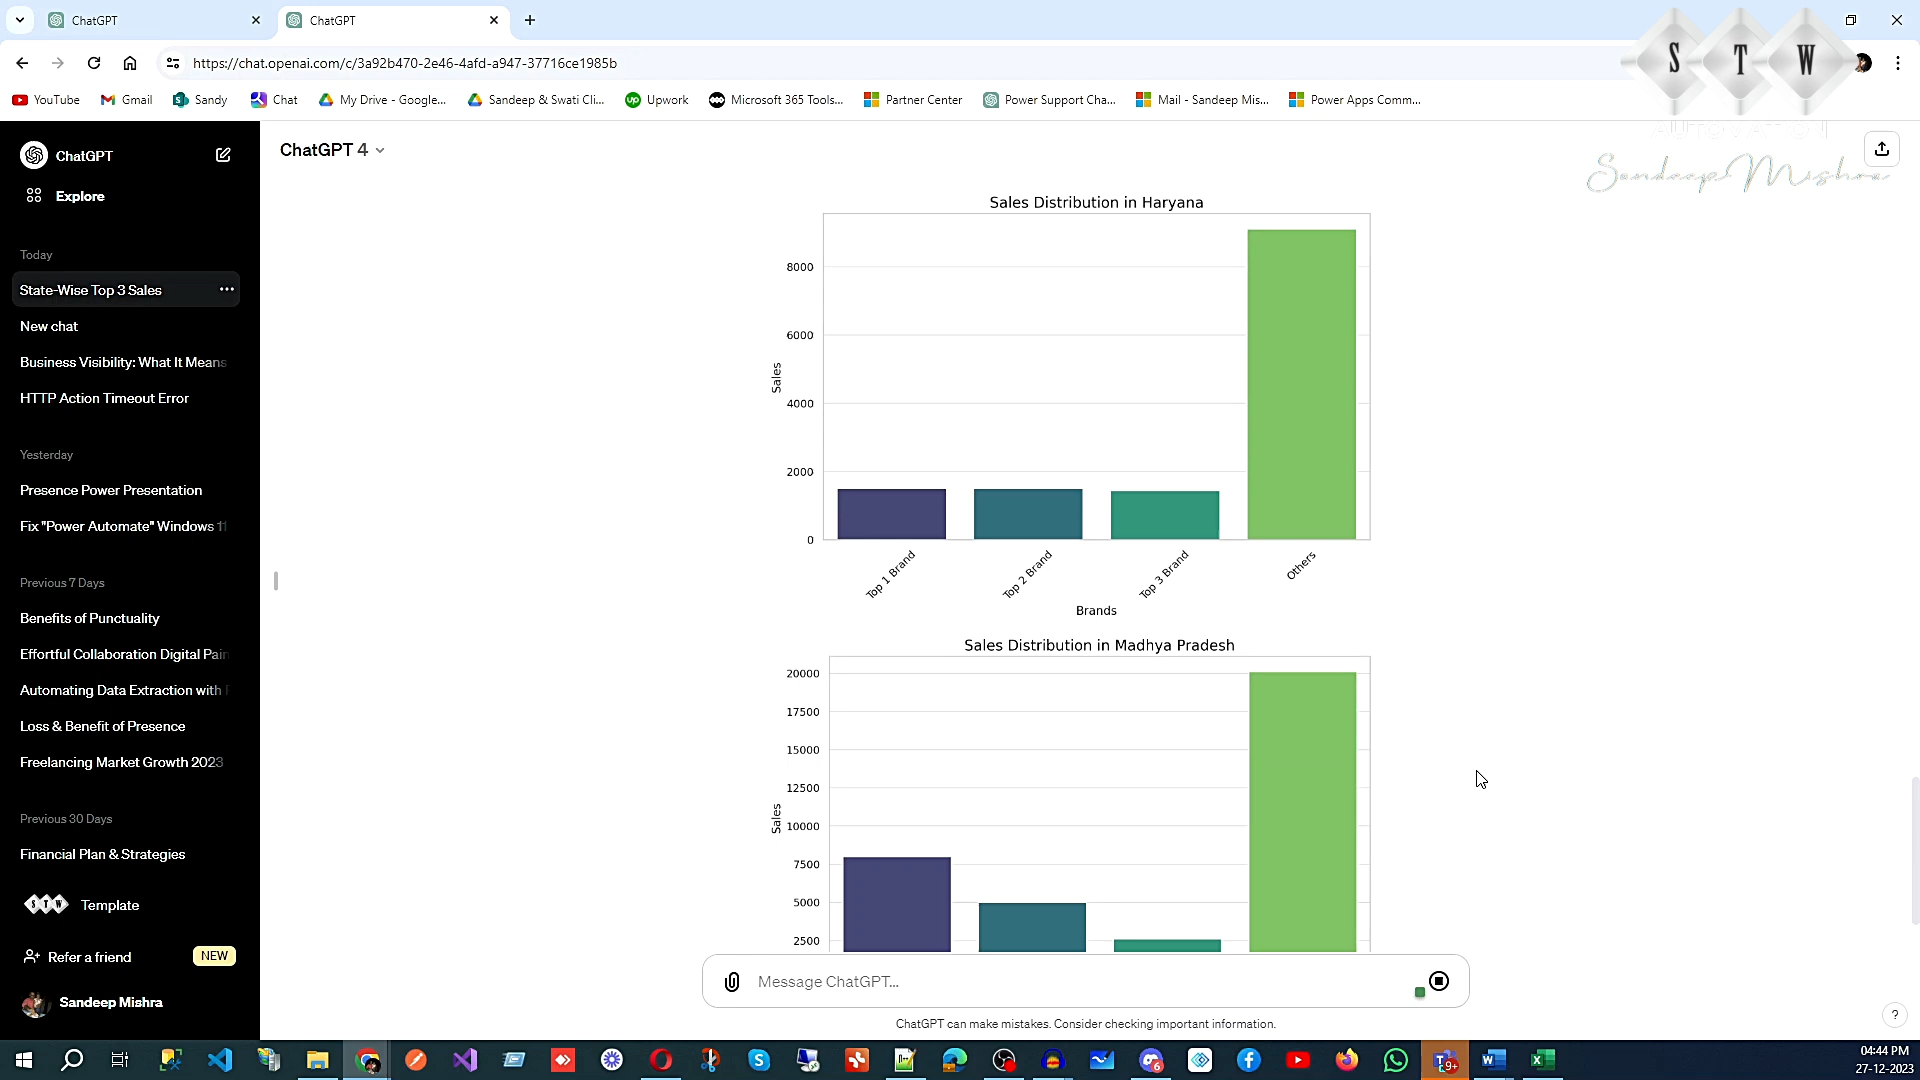 ChatGPT
ChatGPT
https://chat.openai.com/c/3a92b470-2e46-4afd-a947-37716ce1985b
YouTube
Gmail
Sandy
Chat
My Drive - Google...
Sandeep & Swati Cli...
Upwork
Microsoft 365 Tools...
Partner Center
Power Support Cha...
Mail - Sandeep Mis...
Power Apps Comm...
S T W
AUTOMATION
Sandeep Mishra
ChatGPT
Explore
Today
State-Wise Top 3 Sales
New chat
Business Visibility: What It Means
HTTP Action Timeout Error
Yesterday
Presence Power Presentation
Fix "Power Automate" Windows 11
Previous 7 Days
Benefits of Punctuality
Effortful Collaboration Digital Pain
Automating Data Extraction with
Loss & Benefit of Presence
Freelancing Market Growth 2023
Previous 30 Days
Financial Plan & Strategies
STW
Template
Refer a friend
NEW
Sandeep Mishra
ChatGPT 4
Sales Distribution in Haryana
8000
6000
4000
2000
0
Sales
Top 1 Brand
Top 2 Brand
Top 3 Brand
Others
Brands
Sales Distribution in Madhya Pradesh
20000
17500
15000
12500
10000
7500
5000
2500
Sales
Message ChatGPT...
ChatGPT can make mistakes. Consider checking important information.
?
9+
04:44 PM
27-12-2023